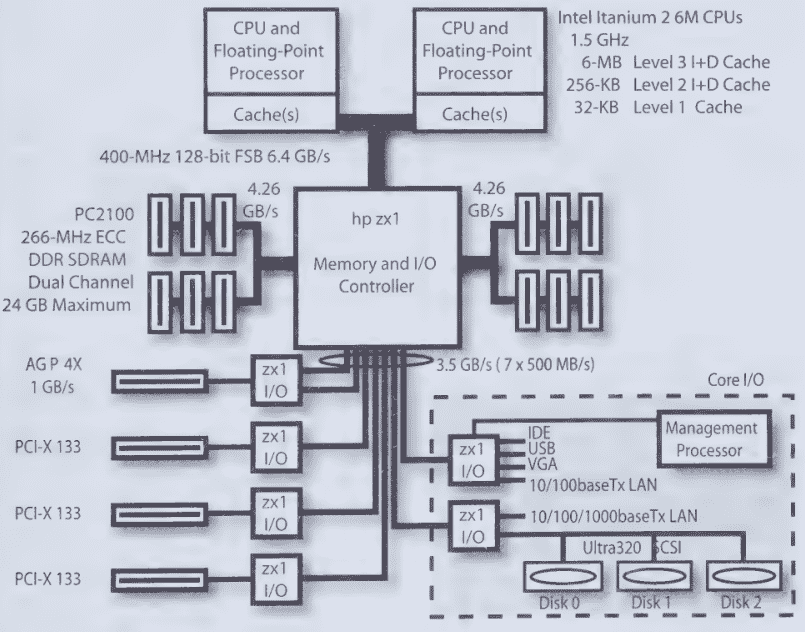 CPU and
Floating-Point
Processor
Cache(s)
CPU and
Floating-Point
Processor
Cache(s)
Intel Itanium 2 6M CPUs
1.5 GHz
6-MB Level 3 I+D Cache
256-KB Level 2 I+D Cache
32-KB Level 1 Cache
400-MHz 128-bit FSB 6.4 GB/s
4.26
GB/s
4.26
GB/s
PC2100
266-MHz ECC
DDR SDRAM
Dual Channel
24 GB Maximum
hp zx1
Memory and I/O
Controller
3.5 GB/s ( 7 x 500 MB/s)
AG P 4X
1 GB/s
zx1
I/O
PCI-X 133
zx1
I/O
PCI-X 133
zx1
I/O
PCI-X 133
zx1
I/O
Core I/O
Management
Processor
zx1
I/O
IDE
USB
VGA
10/100baseTx LAN
zx1
I/O
10/100/1000baseTx LAN
Ultra320 SCSI
Disk 0
Disk 1
Disk 2